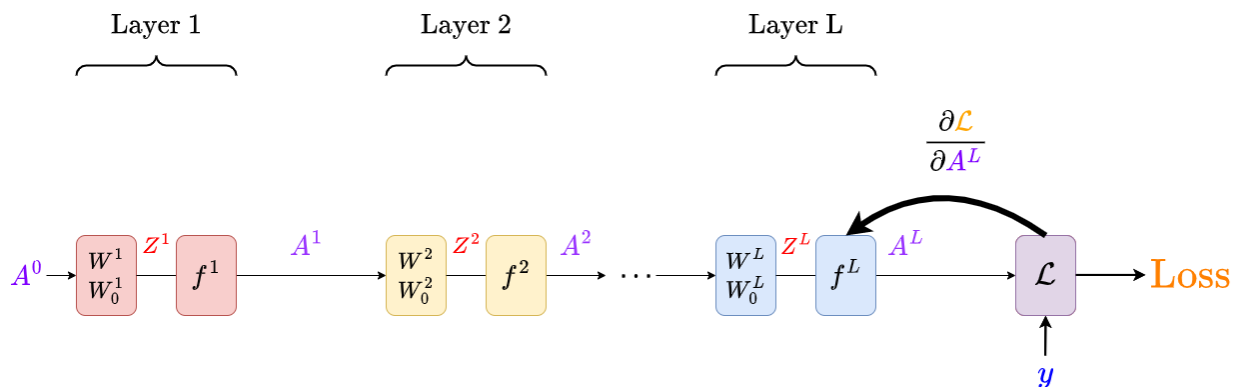 Layer 1
Layer 2
Layer L
∂ℒ
∂A^L
A^0
W^1
W_0^1
Z^1
f^1
A^1
W^2
W_0^2
Z^2
f^2
A^2
···
W^L
W_0^L
Z^L
f^L
A^L
ℒ
Loss
y